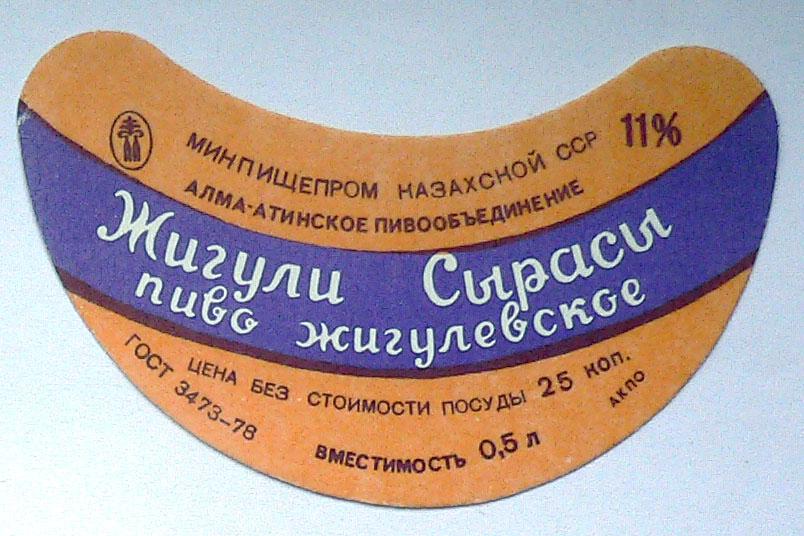 МИНПИЩЕПРОМ КАЗАХСКОЙ ССР 11%
АЛМА-АТИНСКОЕ ПИВООБЪЕДИНЕНИЕ
Жигули Сырасы
пиво жигулевское
ЦЕНА БЕЗ СТОИМОСТИ ПОСУДЫ 25 коп.
ГОСТ 3473–78
ВМЕСТИМОСТЬ 0,5 л
АКПО